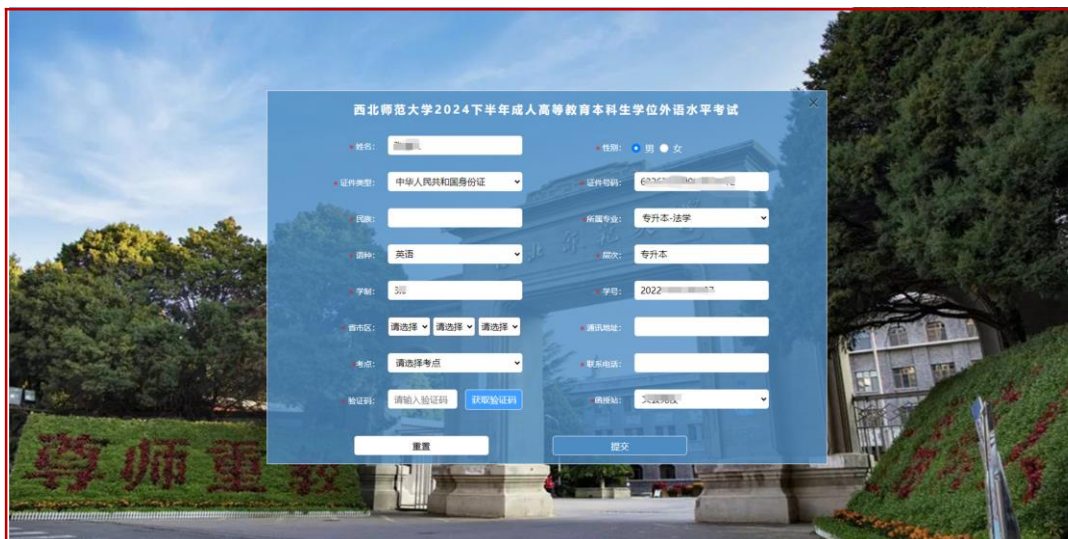 西北师范大学2024下半年成人高等教育本科生学位外语水平考试
×
*姓名:
*性别: 男 女
*证件类型: 中华人民共和国身份证
*证件号码:
*民族:
*所属专业: 专升本-法学
*语种: 英语
*层次: 专升本
*学制:
*学号: 2022
*省市区: 请选择 请选择 请选择
*通讯地址:
*考点: 请选择考点
*联系电话:
*验证码: 请输入验证码 获取验证码
*函授站:
重置
提交
尊师重教